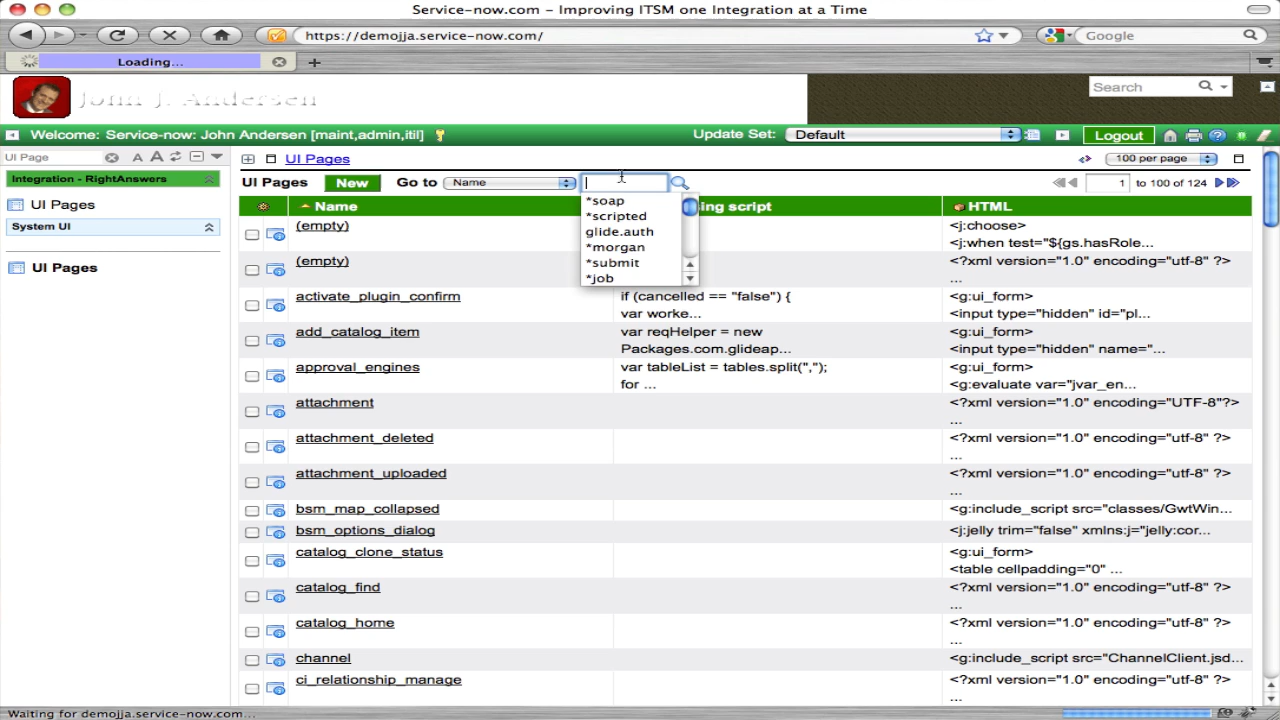 Service-now.com – Improving ITSM one Integration at a Time
https://demojja.service-now.com/
Google
Loading...
John J. Andersen
Search
Welcome: Service-now: John Andersen [maint,admin,itil]
Update Set:
Default
Logout
UI Page
A A
UI Pages
100 per page
Integration - RightAnswers
UI Pages
New
Go to
Name
1
to 100 of 124
UI Pages
System UI
UI Pages
*soap
*scripted
glide.auth
*morgan
*submit
*job
Name
ing script
HTML
(empty)
<j:choose>
<j:when test="${gs.hasRole...
(empty)
<?xml version="1.0" encoding="utf-8" ?>
...
activate_plugin_confirm
if (cancelled == "false") {
var worke...
<g:ui_form>
<input type="hidden" id="pl...
add_catalog_item
var reqHelper = new
Packages.com.glideap...
<g:ui_form>
<input type="hidden" name="...
approval_engines
var tableList = tables.split(",");
for ...
<g:ui_form>
<g:evaluate var="jvar_en...
attachment
<?xml version="1.0" encoding="UTF-8"?>
...
attachment_deleted
<?xml version="1.0" encoding="utf-8" ?>
...
attachment_uploaded
<?xml version="1.0" encoding="utf-8" ?>
...
bsm_map_collapsed
<g:include_script src="classes/GwtWin...
bsm_options_dialog
<j:jelly trim="false" xmlns:j="jelly:cor...
catalog_clone_status
<g:ui_form>
<table cellpadding="0" ...
catalog_find
<?xml version="1.0" encoding="utf-8" ?>
...
catalog_home
<?xml version="1.0" encoding="utf-8" ?>
...
channel
<g:include_script src="ChannelClient.jsd...
ci_relationship_manage
<?xml version="1.0" encoding="utf-8" ?>
...
Waiting for demojja.service-now.com...